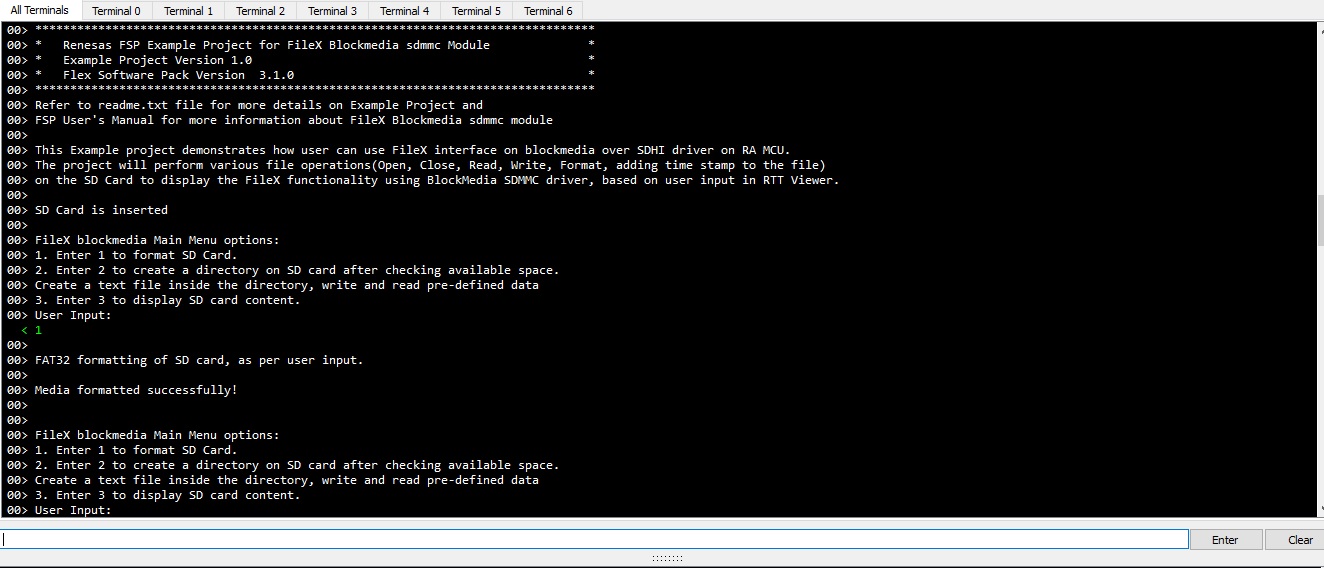 All Terminals Terminal 0 Terminal 1 Terminal 2 Terminal 3 Terminal 4 Terminal 5 Terminal 6
00> ********************************************************************************
00> *   Renesas FSP Example Project for FileX Blockmedia sdmmc Module              *
00> *   Example Project Version 1.0                                                *
00> *   Flex Software Pack Version  3.1.0                                          *
00> ********************************************************************************
00> Refer to readme.txt file for more details on Example Project and
00> FSP User's Manual for more information about FileX Blockmedia sdmmc module
00>
00> This Example project demonstrates how user can use FileX interface on blockmedia over SDHI driver on RA MCU.
00> The project will perform various file operations(Open, Close, Read, Write, Format, adding time stamp to the file)
00> on the SD Card to display the FileX functionality using BlockMedia SDMMC driver, based on user input in RTT Viewer.
00>
00> SD Card is inserted
00>
00> FileX blockmedia Main Menu options:
00> 1. Enter 1 to format SD Card.
00> 2. Enter 2 to create a directory on SD card after checking available space.
00> Create a text file inside the directory, write and read pre-defined data
00> 3. Enter 3 to display SD card content.
00> User Input:
< 1
00>
00> FAT32 formatting of SD card, as per user input.
00>
00> Media formatted successfully!
00>
00>
00> FileX blockmedia Main Menu options:
00> 1. Enter 1 to format SD Card.
00> 2. Enter 2 to create a directory on SD card after checking available space.
00> Create a text file inside the directory, write and read pre-defined data
00> 3. Enter 3 to display SD card content.
00> User Input:
Enter Clear